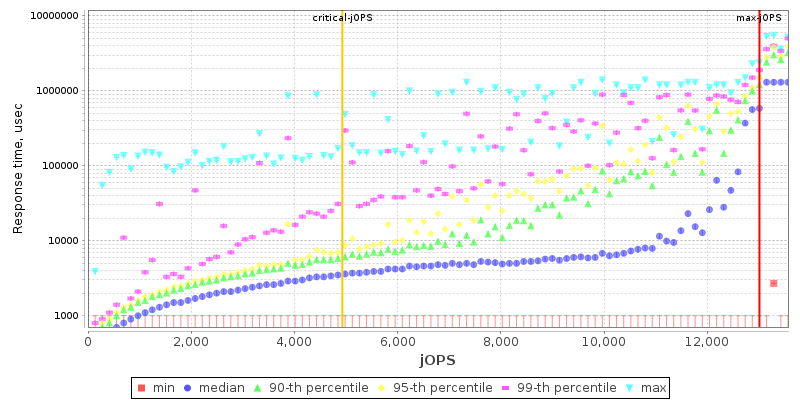 critical-jOPS max-jOPS
10000000
1000000
100000
10000
1000
Response time, usec
0 2,000 4,000 6,000 8,000 10,000 12,000
jOPS
min median 90-th percentile 95-th percentile 99-th percentile max